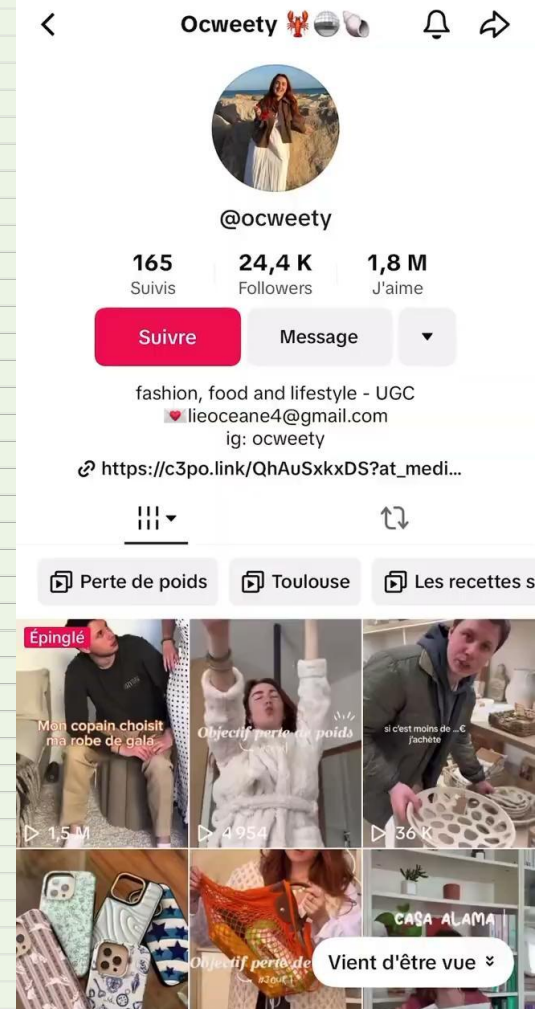 Ocweety 🦞🪩🐚
@ocweety
165 24,4 K 1,8 M
Suivis Followers J'aime
Suivre Message
fashion, food and lifestyle - UGC
💌lieoceane4@gmail.com
ig: ocweety
https://c3po.link/QhAuSxkxDS?at_medi...
Perte de poids Toulouse Les recettes s
Épinglé
Mon copain choisit
ma robe de gala
1,5 M
Objectif perte de poids
4 954
si c'est moins de ...€
j'achète
36 K
Objectif perte de
CASA ALAMA
Vient d'être vue